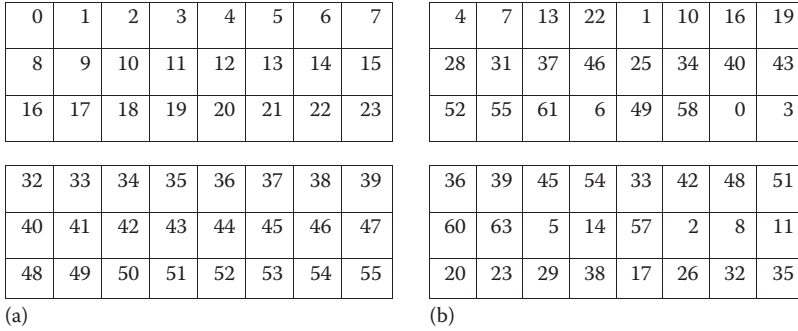 0 1 2 3 4 5 6 7
8 9 10 11 12 13 14 15
16 17 18 19 20 21 22 23
32 33 34 35 36 37 38 39
40 41 42 43 44 45 46 47
48 49 50 51 52 53 54 55
(a)
4 7 13 22 1 10 16 19
28 31 37 46 25 34 40 43
52 55 61 6 49 58 0 3
36 39 45 54 33 42 48 51
60 63 5 14 57 2 8 11
20 23 29 38 17 26 32 35
(b)